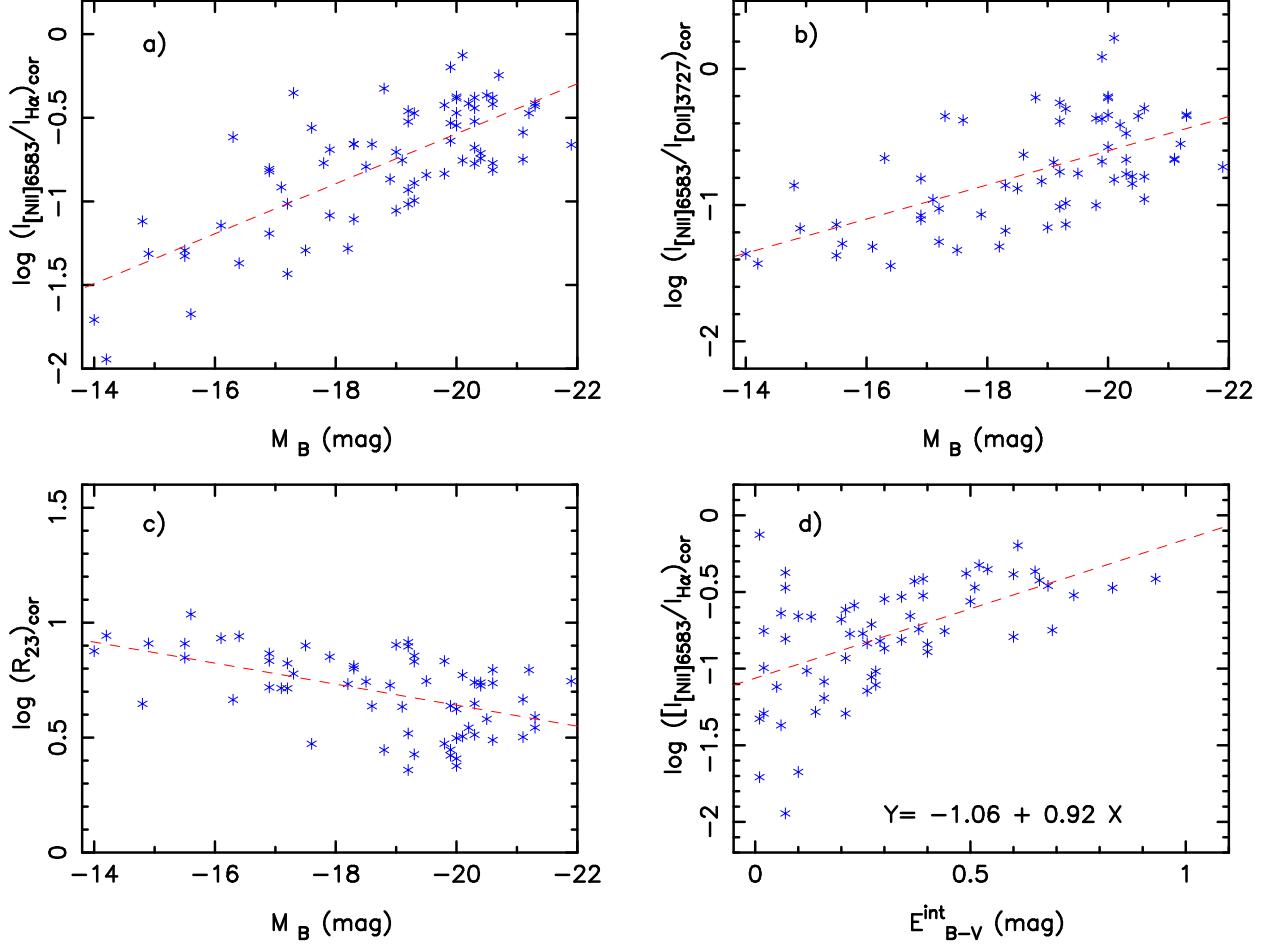 a)
log (I[NII]6583/IHα)cor
0
−0.5
−1
−1.5
−2
−14
−16
−18
−20
−22
M B (mag)
b)
log (I[NII]6583/I[OII]3727)cor
0
−1
−2
−14
−16
−18
−20
−22
M B (mag)
c)
log (R23)cor
1.5
1
0.5
0
−14
−16
−18
−20
−22
M B (mag)
d)
log ([I[NII]6583/IHα)cor
0
−0.5
−1
−1.5
−2
Y= −1.06 + 0.92 X
0
0.5
1
E int B−V (mag)